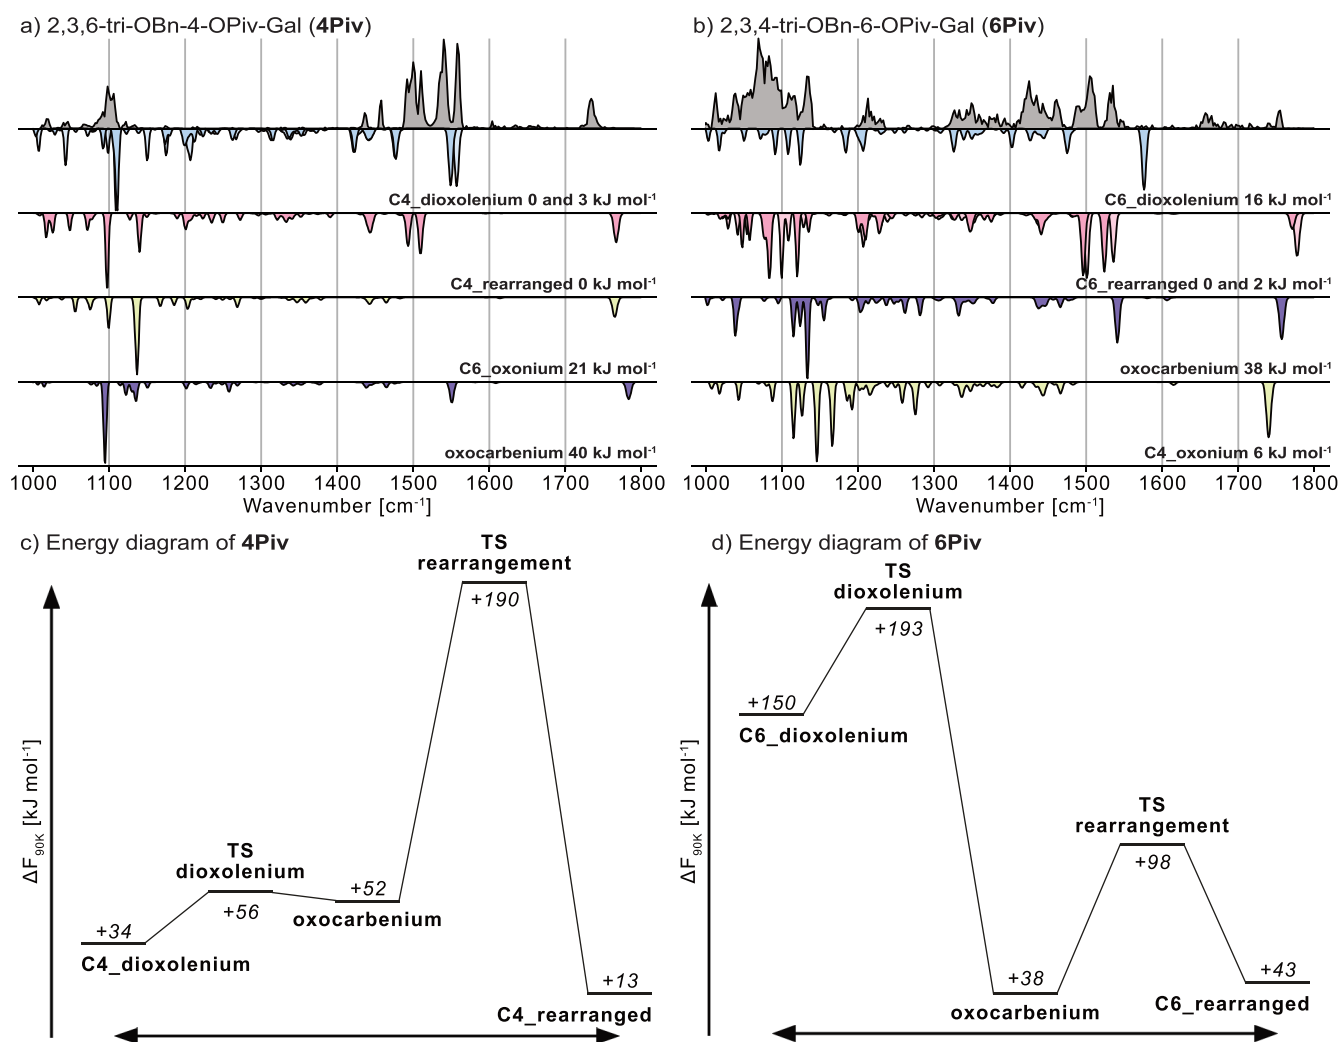 a) 2,3,6-tri-OBn-4-OPiv-Gal (4Piv)
C4_dioxolenium 0 and 3 kJ mol⁻¹
C4_rearranged 0 kJ mol⁻¹
C6_oxonium 21 kJ mol⁻¹
oxocarbenium 40 kJ mol⁻¹
1000 1100 1200 1300 1400 1500 1600 1700 1800
Wavenumber [cm⁻¹]
b) 2,3,4-tri-OBn-6-OPiv-Gal (6Piv)
C6_dioxolenium 16 kJ mol⁻¹
C6_rearranged 0 and 2 kJ mol⁻¹
oxocarbenium 38 kJ mol⁻¹
C4_oxonium 6 kJ mol⁻¹
1000 1100 1200 1300 1400 1500 1600 1700 1800
Wavenumber [cm⁻¹]
c) Energy diagram of 4Piv
ΔF90K [kJ mol⁻¹]
+34
C4_dioxolenium
TS
dioxolenium
+56
+52
oxocarbenium
TS
rearrangement
+190
+13
C4_rearranged
d) Energy diagram of 6Piv
ΔF90K [kJ mol⁻¹]
+150
C6_dioxolenium
TS
dioxolenium
+193
+38
oxocarbenium
TS
rearrangement
+98
+43
C6_rearranged